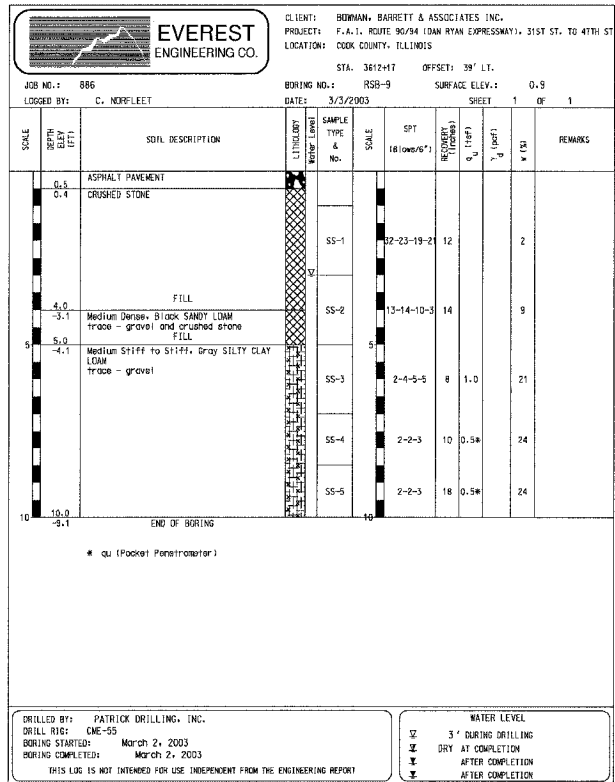 EVEREST
ENGINEERING CO.
CLIENT: BOWMAN, BARRETT & ASSOCIATES INC.
PROJECT: F.A.I. ROUTE 90/94 (DAN RYAN EXPRESSWAY), 31ST ST. TO 47TH ST
LOCATION: COOK COUNTY, ILLINOIS
STA. 3612+17 OFFSET: 39' LT.
JOB NO.: 886 BORING NO.: RSB-9 SURFACE ELEV.: 0.9
LOGGED BY: C. NORFLEET DATE: 3/3/2003 SHEET 1 OF 1
SCALE DEPTH ELEV (FT) SOIL DESCRIPTION LITHOLOGY Water Level SAMPLE TYPE & No. SCALE SPT (Blows/6") RECOVERY (inches) qu (tsf) γd (pcf) w (%) REMARKS
ASPHALT PAVEMENT
0.5
0.4 CRUSHED STONE
SS-1 32-23-19-21 12 2
FILL
4.0
-3.1 Medium Dense, Black SANDY LOAM
SS-2 13-14-10-3 14 9
trace - gravel and crushed stone
FILL
5 5.0 5
-4.1 Medium Stiff to Stiff, Gray SILTY CLAY
LOAM
trace - gravel
SS-3 2-4-5-5 8 1.0 21
SS-4 2-2-3 10 0.5* 24
SS-5 2-2-3 18 0.5* 24
10 10.0 10
-9.1 END OF BORING
* qu (Pocket Penetrometer)
DRILLED BY: PATRICK DRILLING, INC.
DRILL RIG: CME-55
BORING STARTED: March 2, 2003
BORING COMPLETED: March 2, 2003
THIS LOG IS NOT INTENDED FOR USE INDEPENDENT FROM THE ENGINEERING REPORT
WATER LEVEL
3' DURING DRILLING
DRY AT COMPLETION
AFTER COMPLETION
AFTER COMPLETION